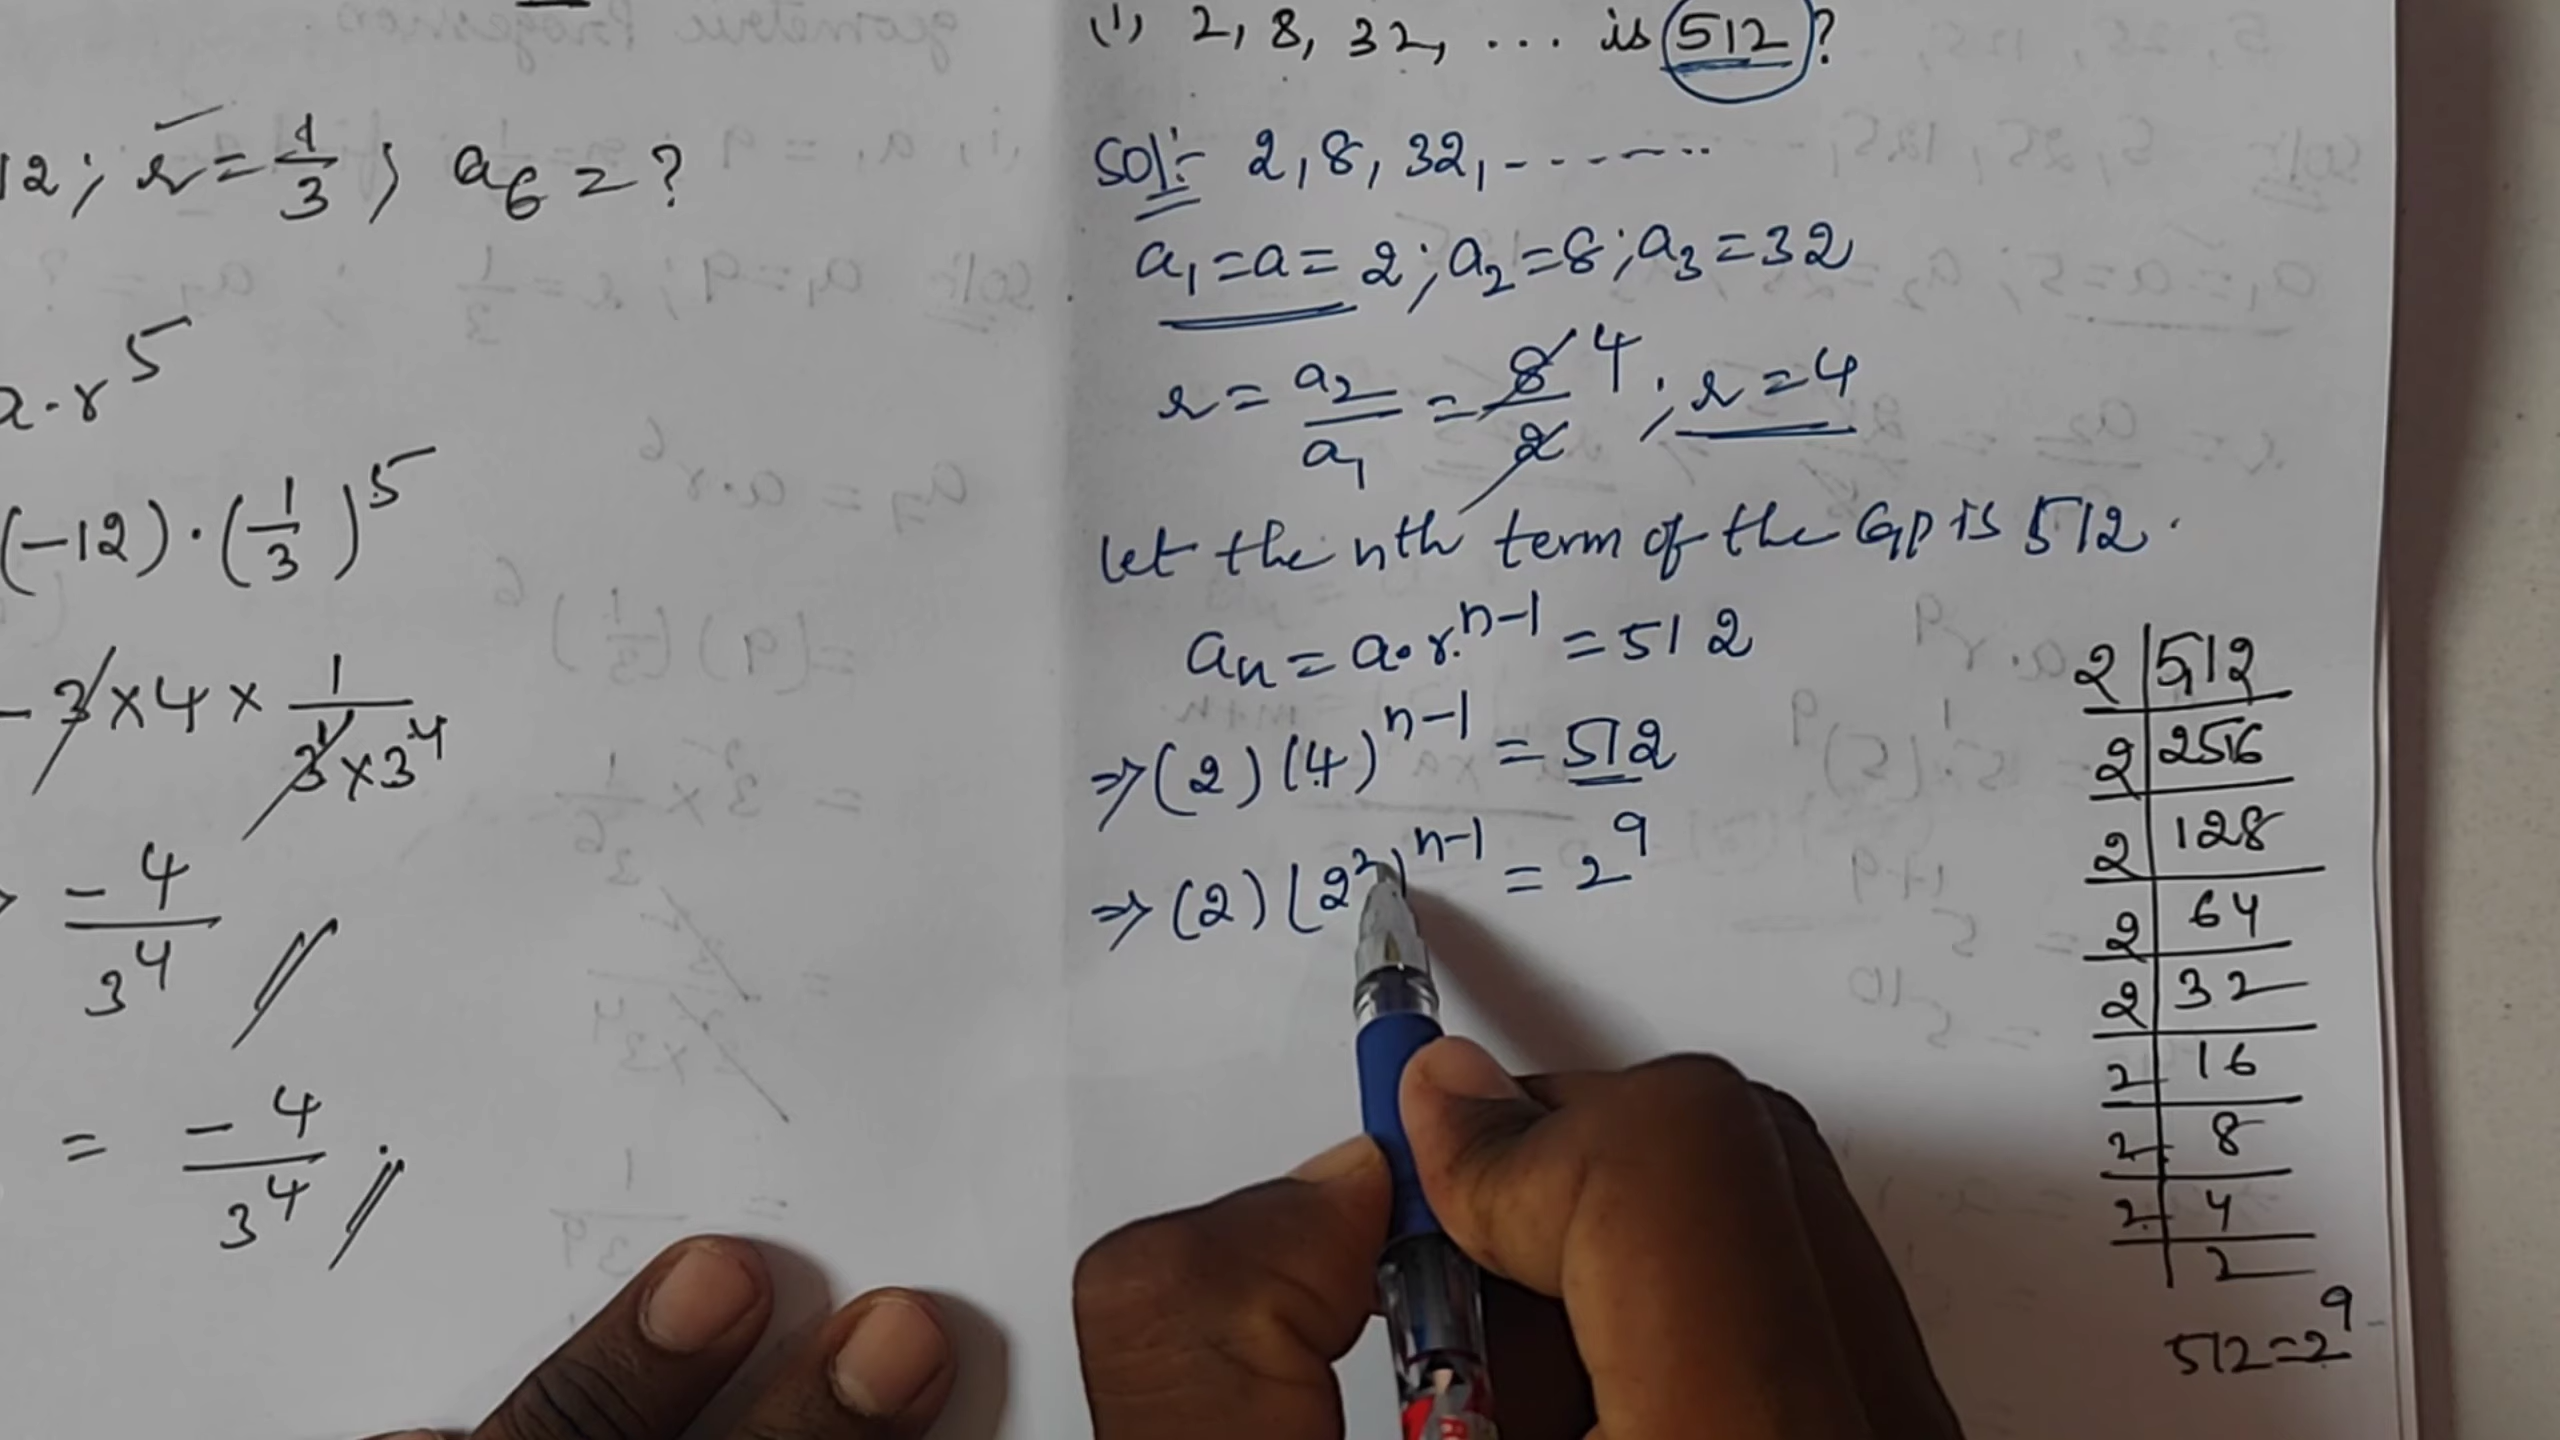 12; r = 1/3; a6 = ?
a.r^5
(-12).(1/3)^5
- 3 × 4 × 1/(3^1 × 3^4)
-4/3^4
= -4/3^4
(i) 2, 8, 32, ... is 512?
Sol:- 2, 8, 32, .......
a1 = a = 2; a2 = 8; a3 = 32
r = a2/a1 = 8/2 4; r = 4
let the nth term of the GP is 512.
an = a.r.^n-1 = 512
⇒ (2) (4)^n-1 = 512
⇒ (2) (2^2)^n-1 = 2^9
2 | 512
2 | 256
2 | 128
2 | 64
2 | 32
2 | 16
2 | 8
2 | 4
2
512 = 2^9